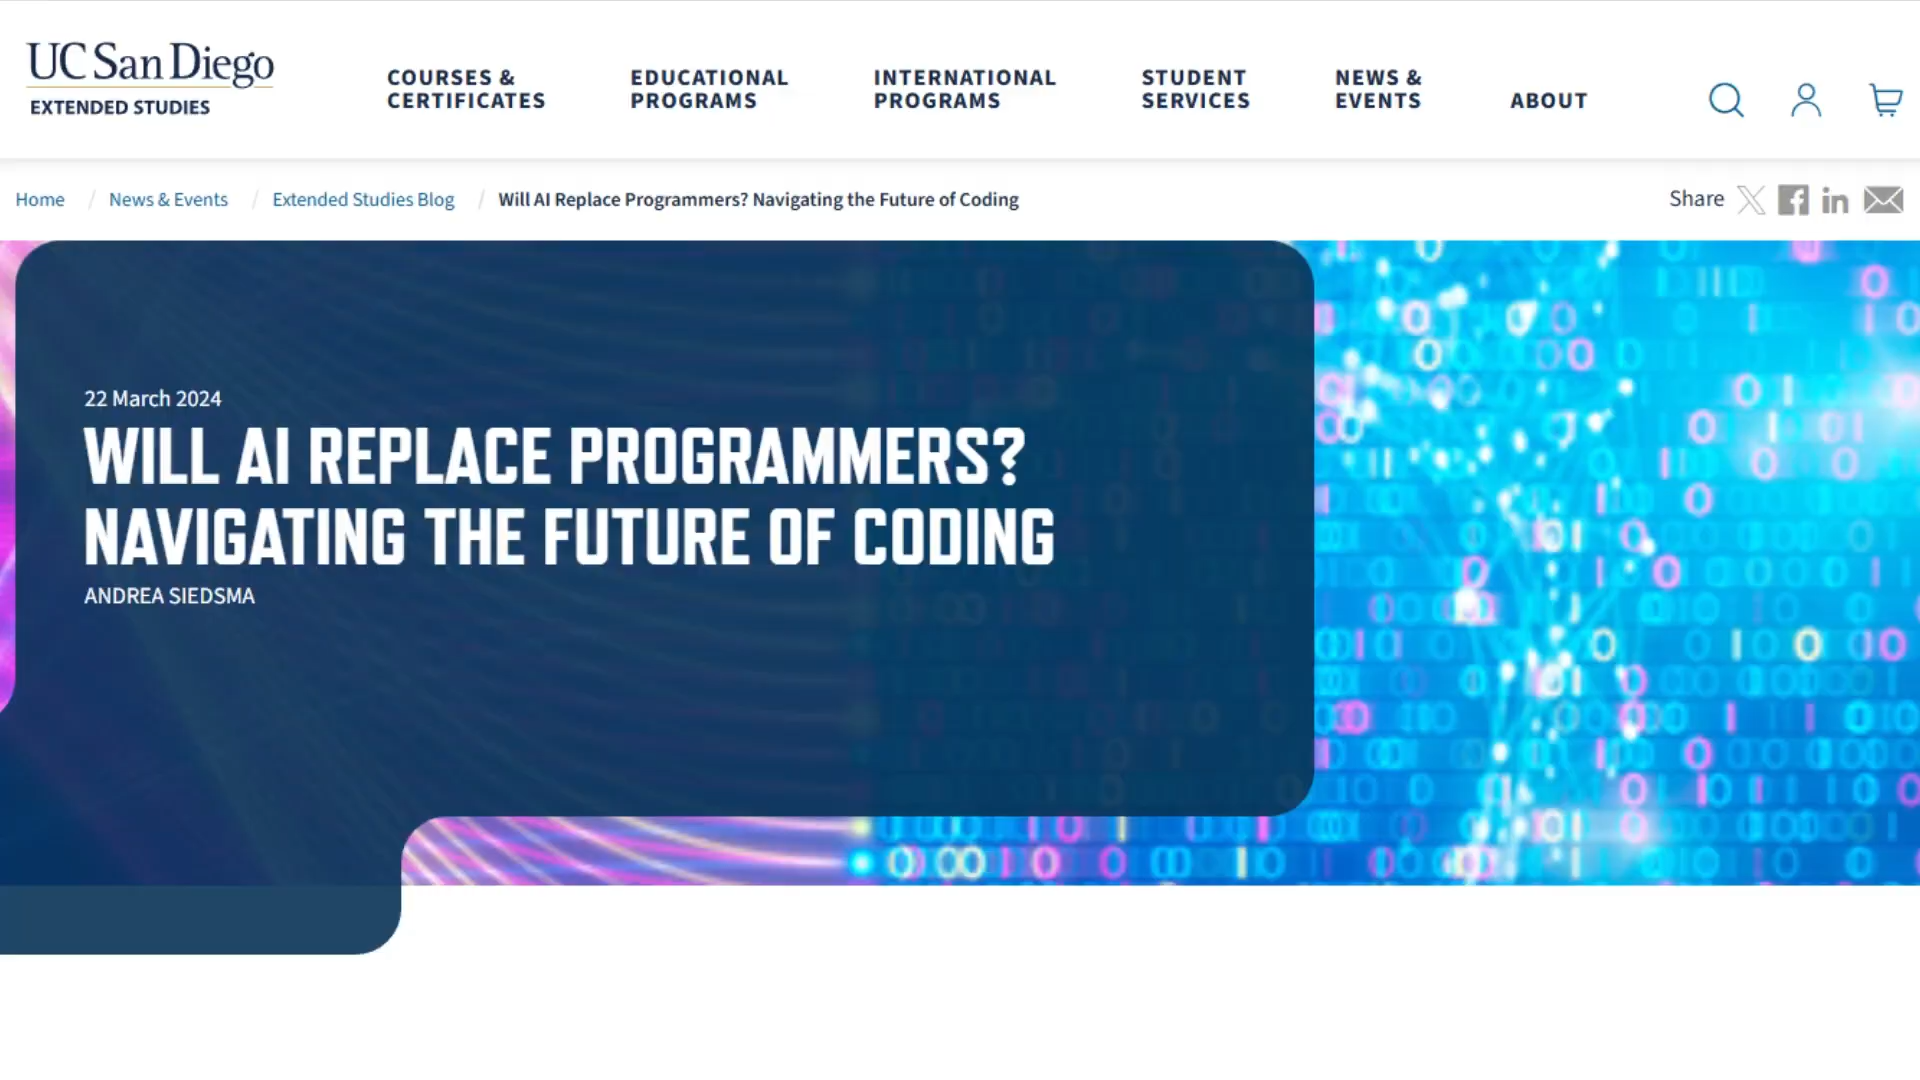 UC San Diego
EXTENDED STUDIES
COURSES &
CERTIFICATES
EDUCATIONAL
PROGRAMS
INTERNATIONAL
PROGRAMS
STUDENT
SERVICES
NEWS &
EVENTS
ABOUT
Home / News & Events / Extended Studies Blog / Will AI Replace Programmers? Navigating the Future of Coding
Share
22 March 2024
WILL AI REPLACE PROGRAMMERS?
NAVIGATING THE FUTURE OF CODING
ANDREA SIEDSMA